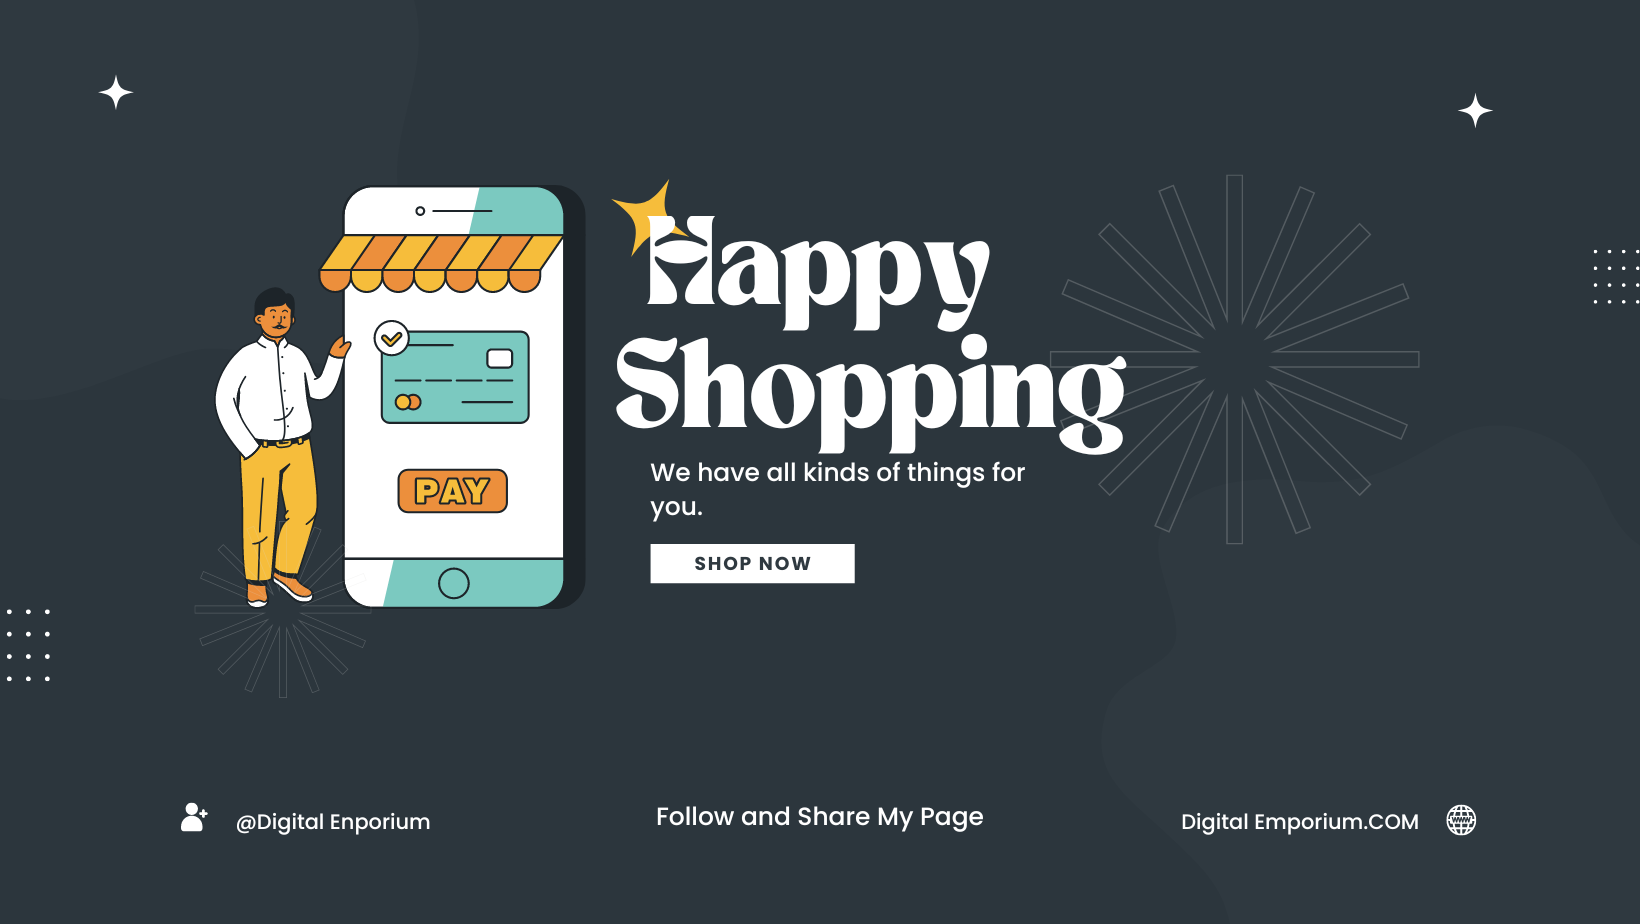 Happy
Shopping
We have all kinds of things for
you.
SHOP NOW
PAY
@Digital Enporium
Follow and Share My Page
Digital Emporium.COM
WWW